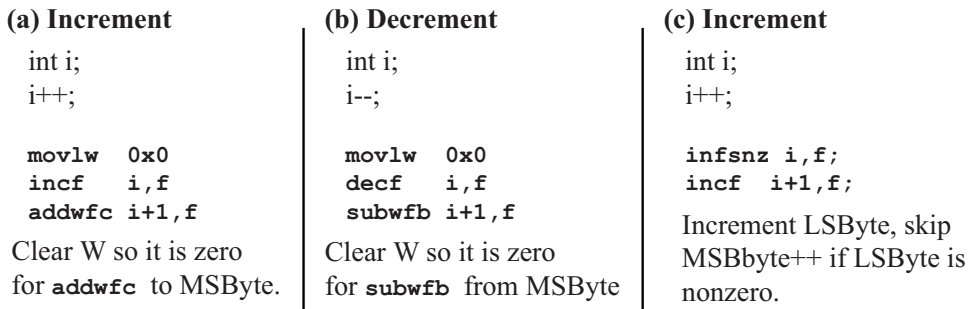 (a) Increment
int i;
i++;
movlw 0x0
incf i,f
addwfc i+1,f
Clear W so it is zero
for addwfc to MSByte.
(b) Decrement
int i;
i--;
movlw 0x0
decf i,f
subwfb i+1,f
Clear W so it is zero
for subwfb from MSByte
(c) Increment
int i;
i++;
infsnz i,f;
incf i+1,f;
Increment LSByte, skip
MSBbyte++ if LSByte is
nonzero.